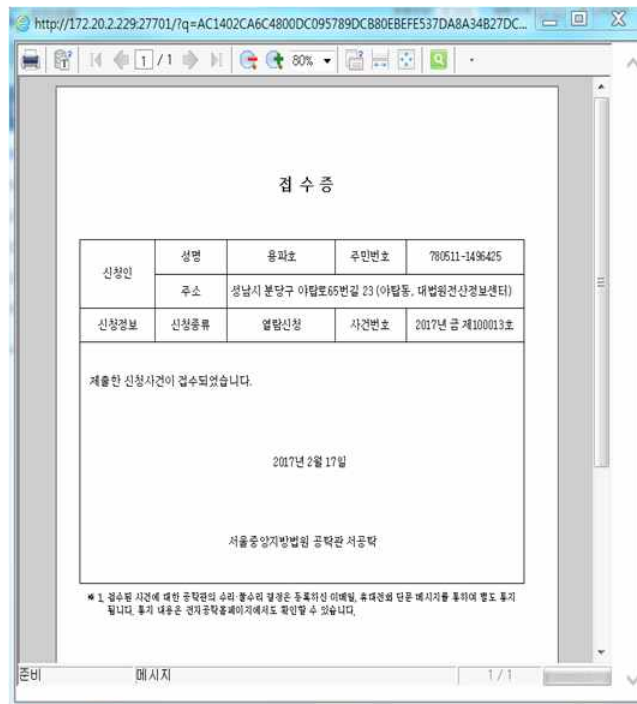 http://172.20.2.229:27701/?q=AC1402CA6C4800DC095789DCB80EBEFE537DA8A34B27DC...
1 / 1 80%
접 수 증
신청인 성명 용파호 주민번호 780511-1496425
주소 성남시 분당구 야탑로65번길 23 (야탑동, 대법원전산정보센터)
신청정보 신청종류 열람신청 사건번호 2017년 금 제100013호
제출한 신청사건이 접수되었습니다.
2017년 2월 17일
서울중앙지방법원 공탁관 서공탁
※ 1. 접수된 사건에 대한 공탁관의 수리·불수리 결정은 등록하신 이메일, 휴대전화 단문 메시지를 통하여 별도 통지
됩니다. 통지 내용은 전자공탁홈페이지에서도 확인할 수 있습니다.
준비 메시지 1 / 1